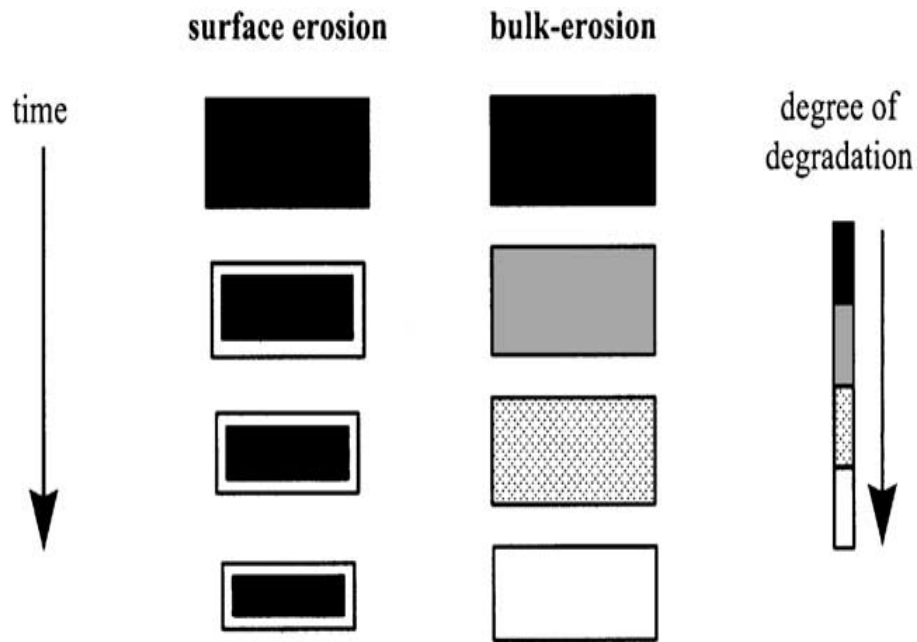 surface erosion
bulk-erosion
time
degree of
degradation